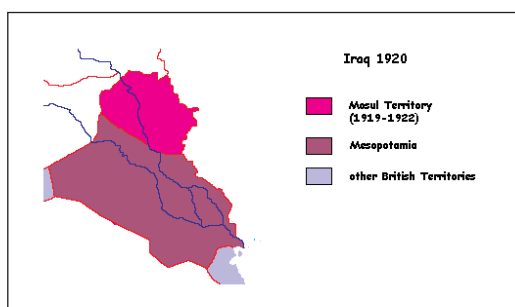 Iraq 1920
Mosul Territory
(1919-1922)
Mesopotamia
other British Territories